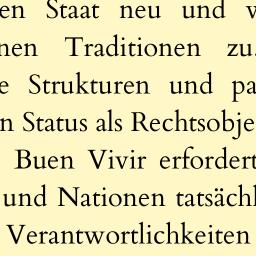 en Staat neu und w
nen Traditionen zu
e Strukturen und pa
n Status als Rechtsobje
Buen Vivir erfordert
und Nationen tatsächl
Verantwortlichkeiten